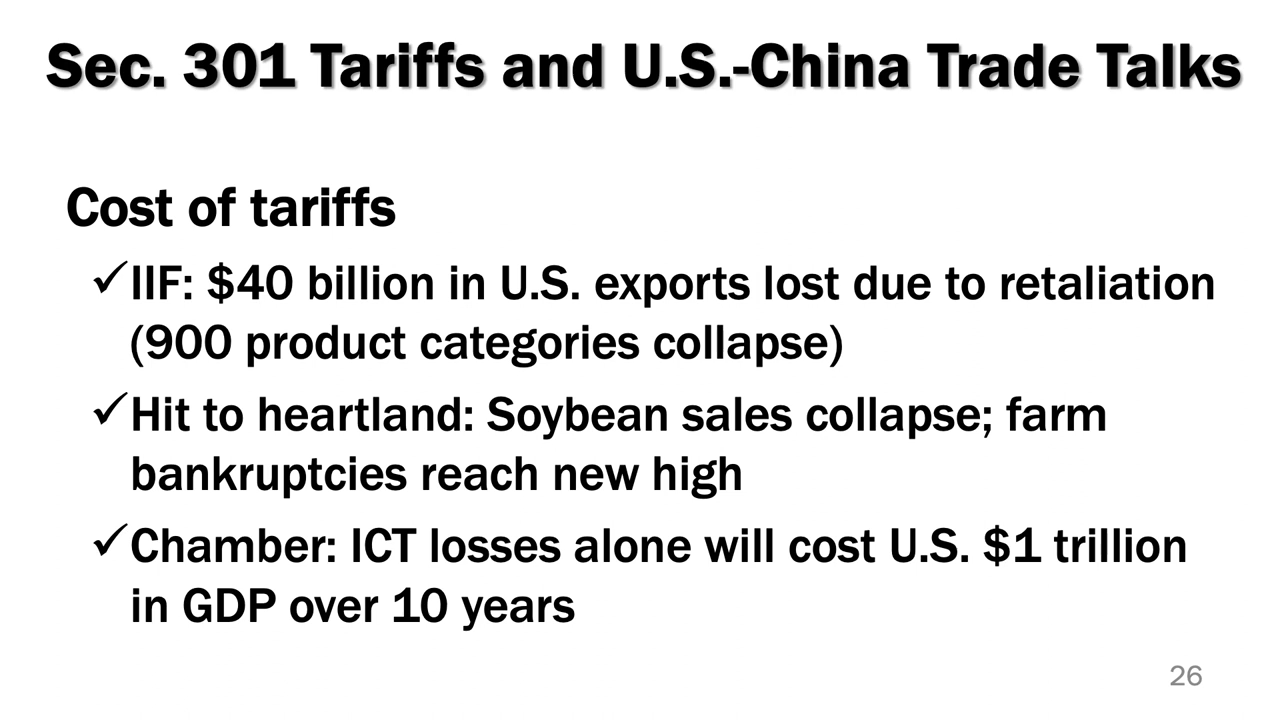 Sec. 301 Tariffs and U.S.-China Trade Talks
Cost of tariffs
✓IIF: $40 billion in U.S. exports lost due to retaliation
(900 product categories collapse)
✓Hit to heartland: Soybean sales collapse; farm
bankruptcies reach new high
✓Chamber: ICT losses alone will cost U.S. $1 trillion
in GDP over 10 years
26